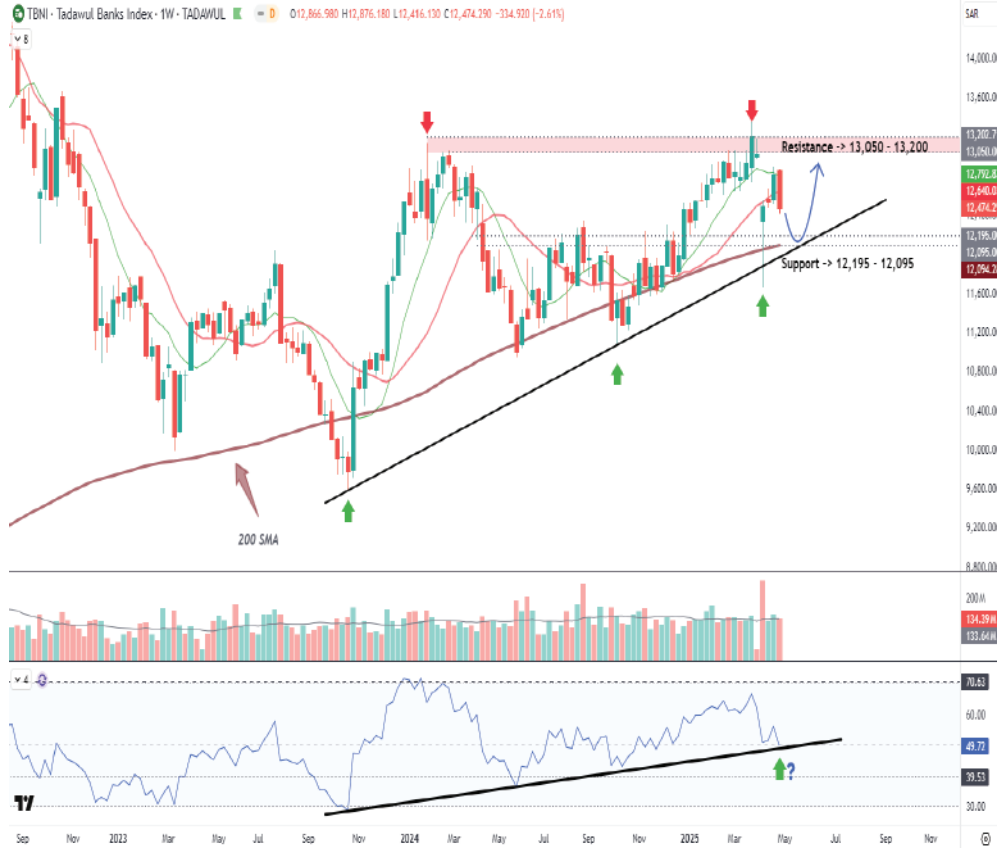 TBNI · Tadawul Banks Index · 1W · TADAWUL D O12,866.980 H12,876.180 L12,416.130 C12,474.290 -334.920 (-2.61%)
SAR
8
14,000.00
13,600.00
13,202.7
13,050.00
Resistance -> 13,050 - 13,200
12,792.8
12,640.0
12,474.29
12,195.00
12,095.00
Support -> 12,195 - 12,095
12,094.2
11,600.00
11,200.00
10,800.00
10,400.00
10,000.00
9,600.00
200 SMA
9,200.00
8,800.00
200M
134.39M
133.64M
4
70.63
60.00
49.72
?
39.53
30.00
Sep Nov 2023 Mar May Jul Sep Nov 2024 Mar May Jul Sep Nov 2025 Mar May Jul Sep Nov